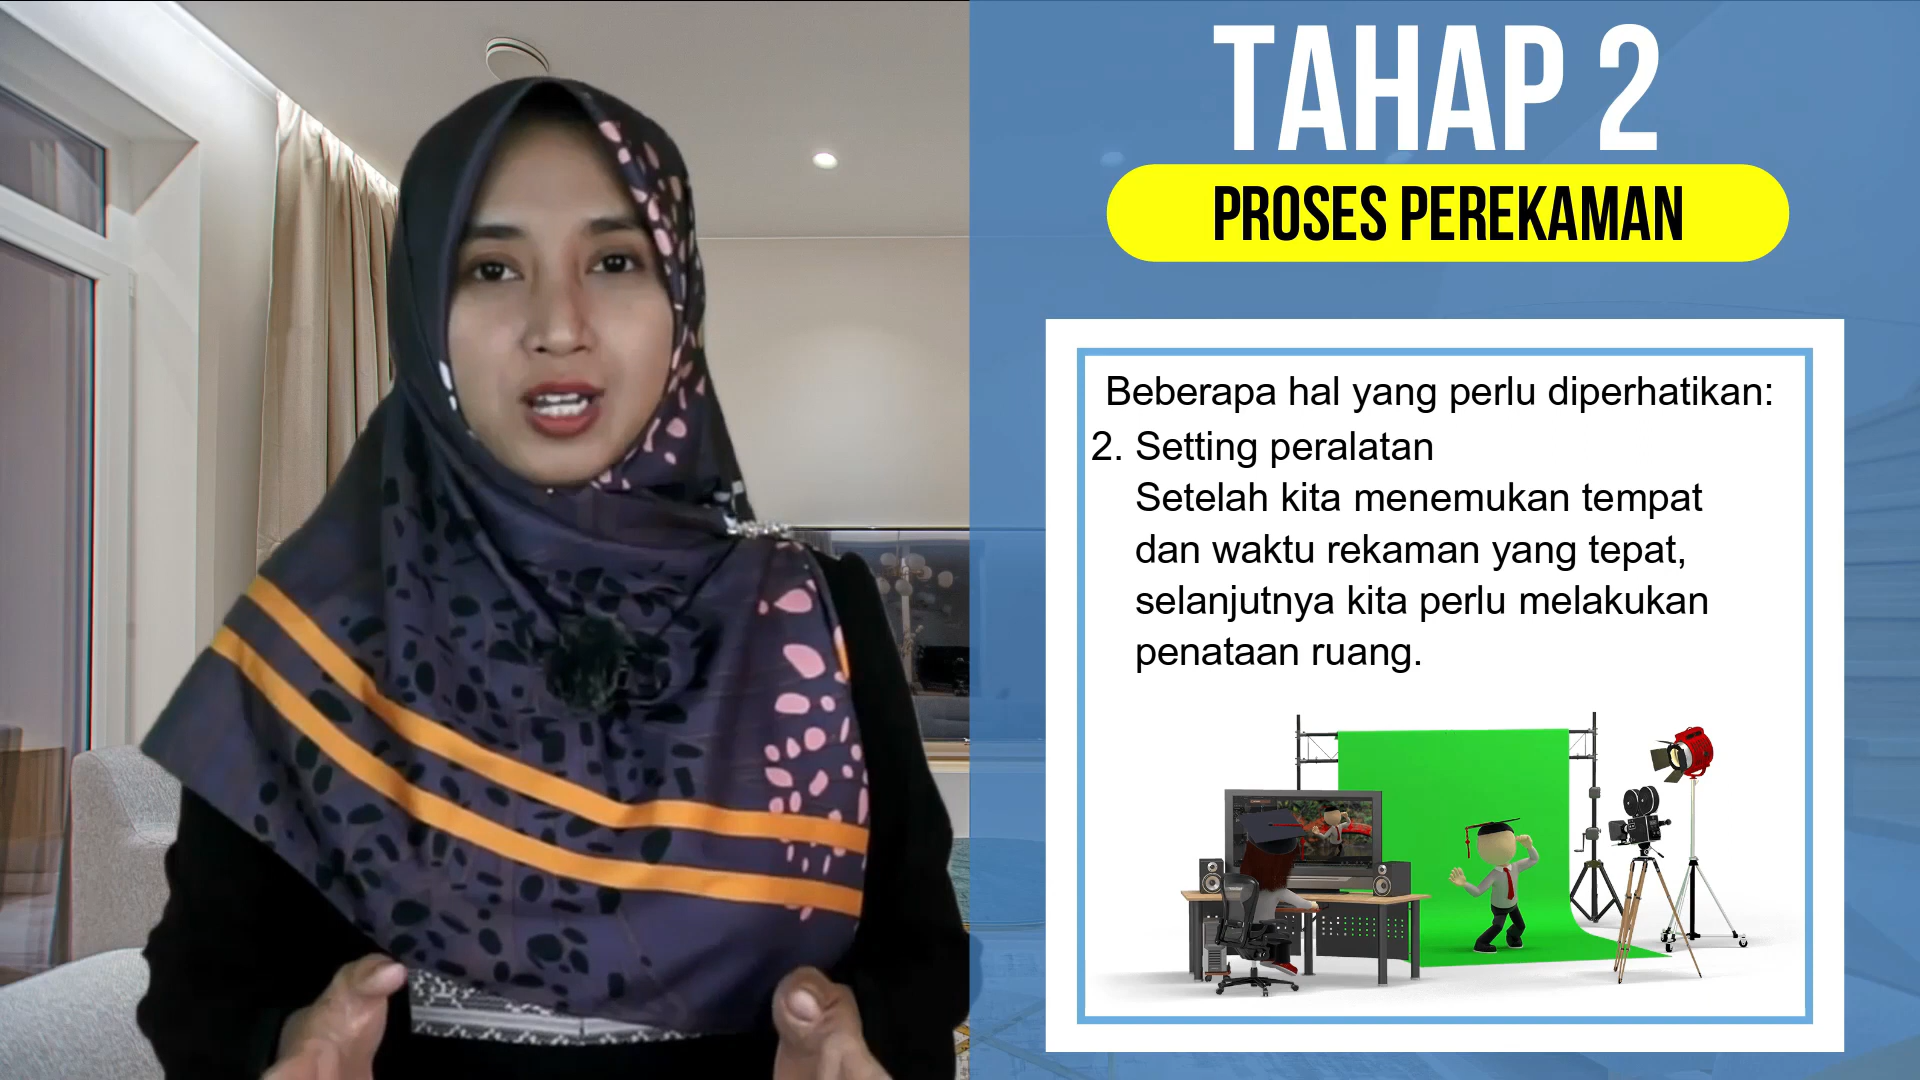 TAHAP 2
PROSES PEREKAMAN
Beberapa hal yang perlu diperhatikan:
2. Setting peralatan
Setelah kita menemukan tempat
dan waktu rekaman yang tepat,
selanjutnya kita perlu melakukan
penataan ruang.